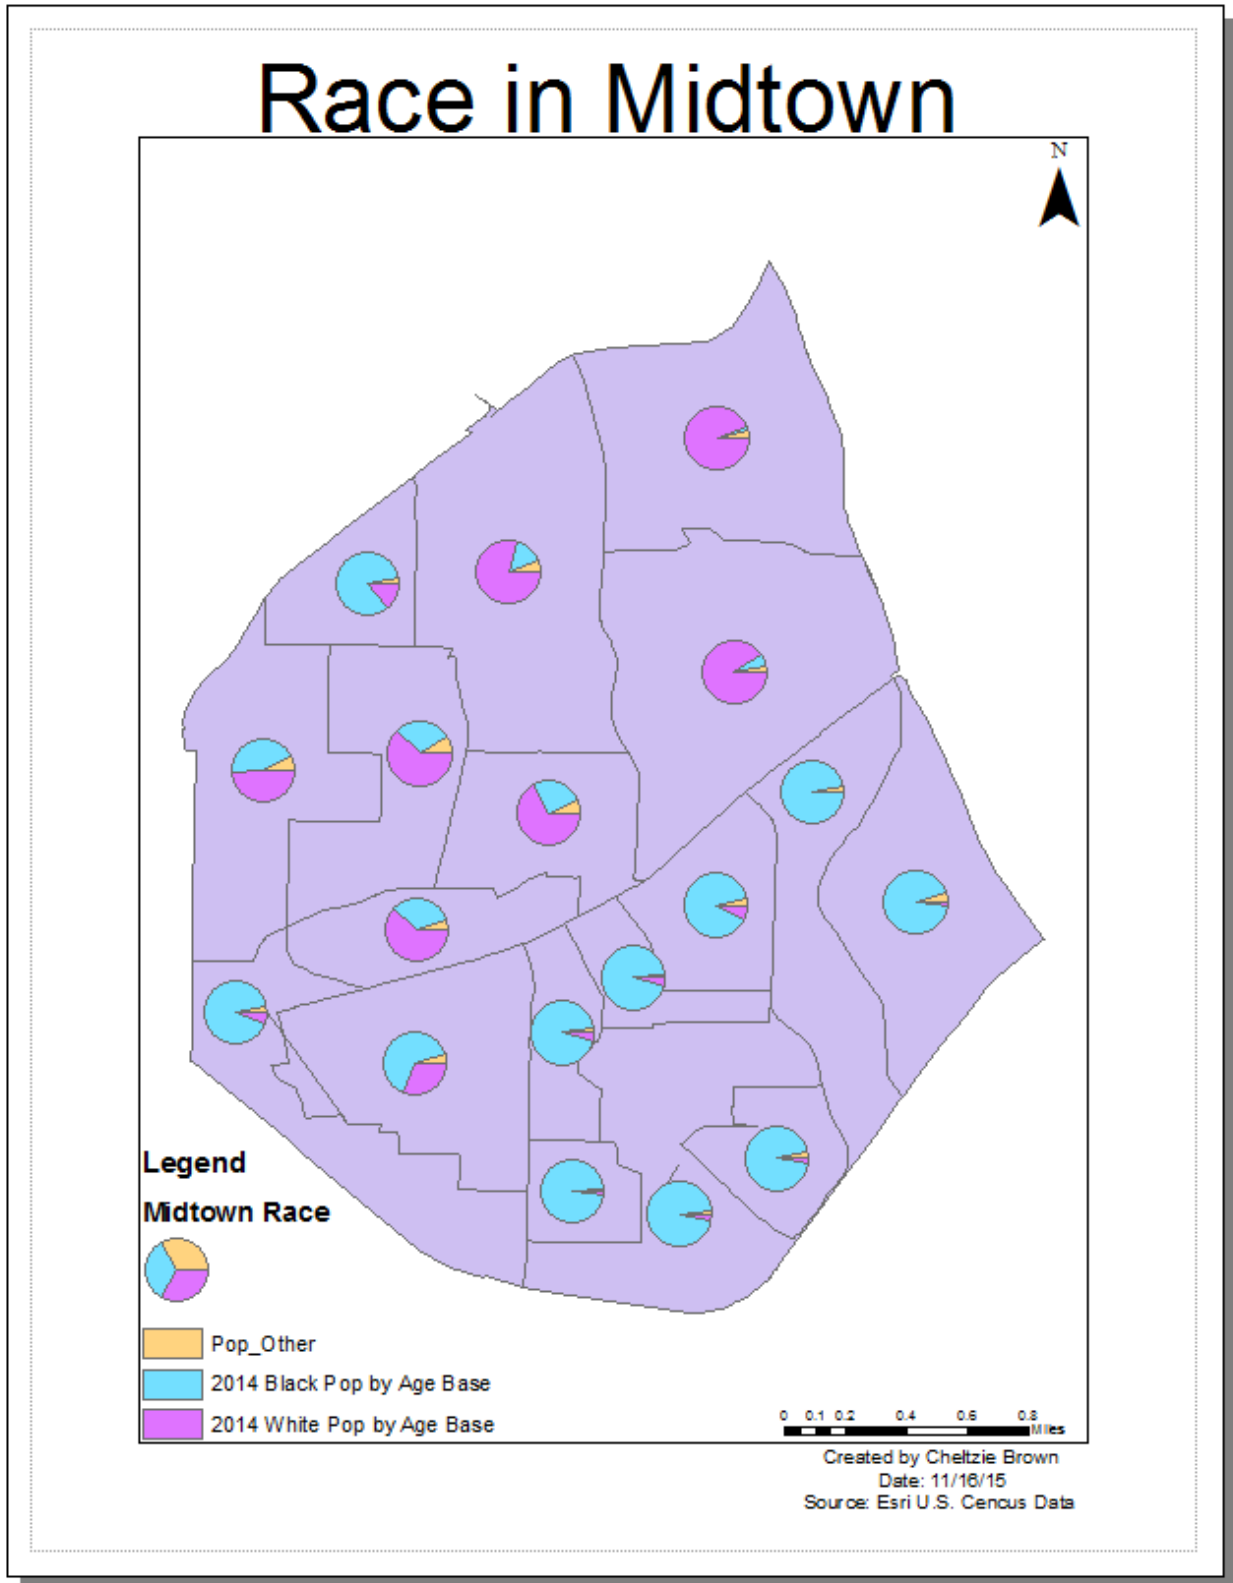 Race in Midtown
N
Legend
Midtown Race
Pop_Other
2014 Black Pop by Age Base
2014 White Pop by Age Base
0 0.1 0.2 0.4 0.6 0.8
Miles
Created by Cheltzie Brown
Date: 11/16/15
Source: Esri U.S. Cencus Data